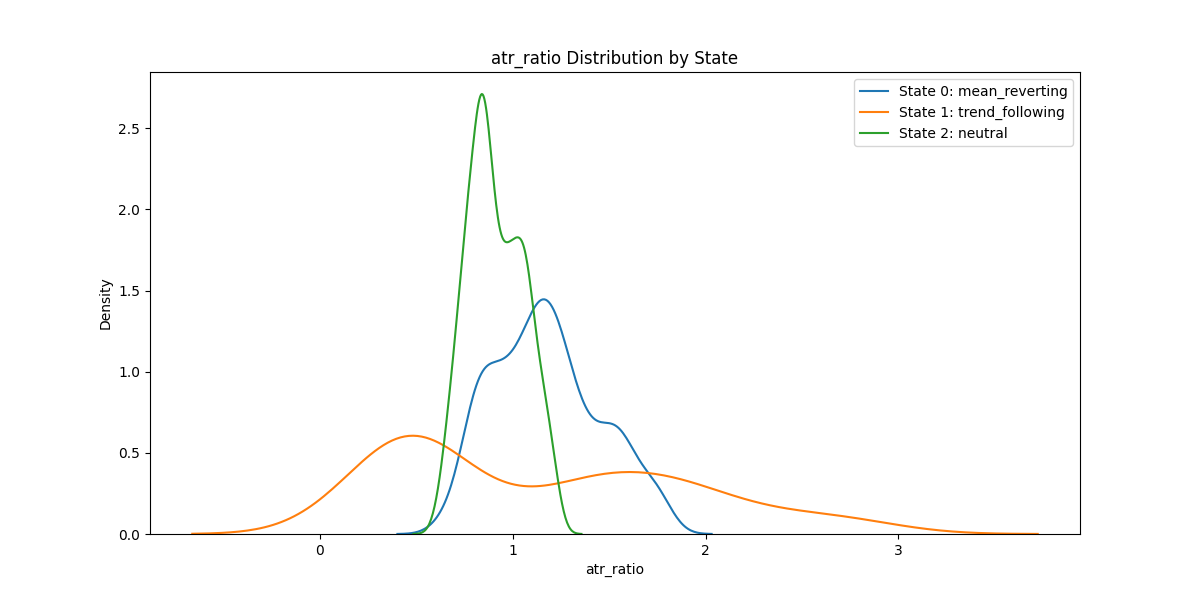 atr_ratio Distribution by State
State 0: mean_reverting
State 1: trend_following
State 2: neutral
Density
2.5
2.0
1.5
1.0
0.5
0.0
0 1 2 3
atr_ratio